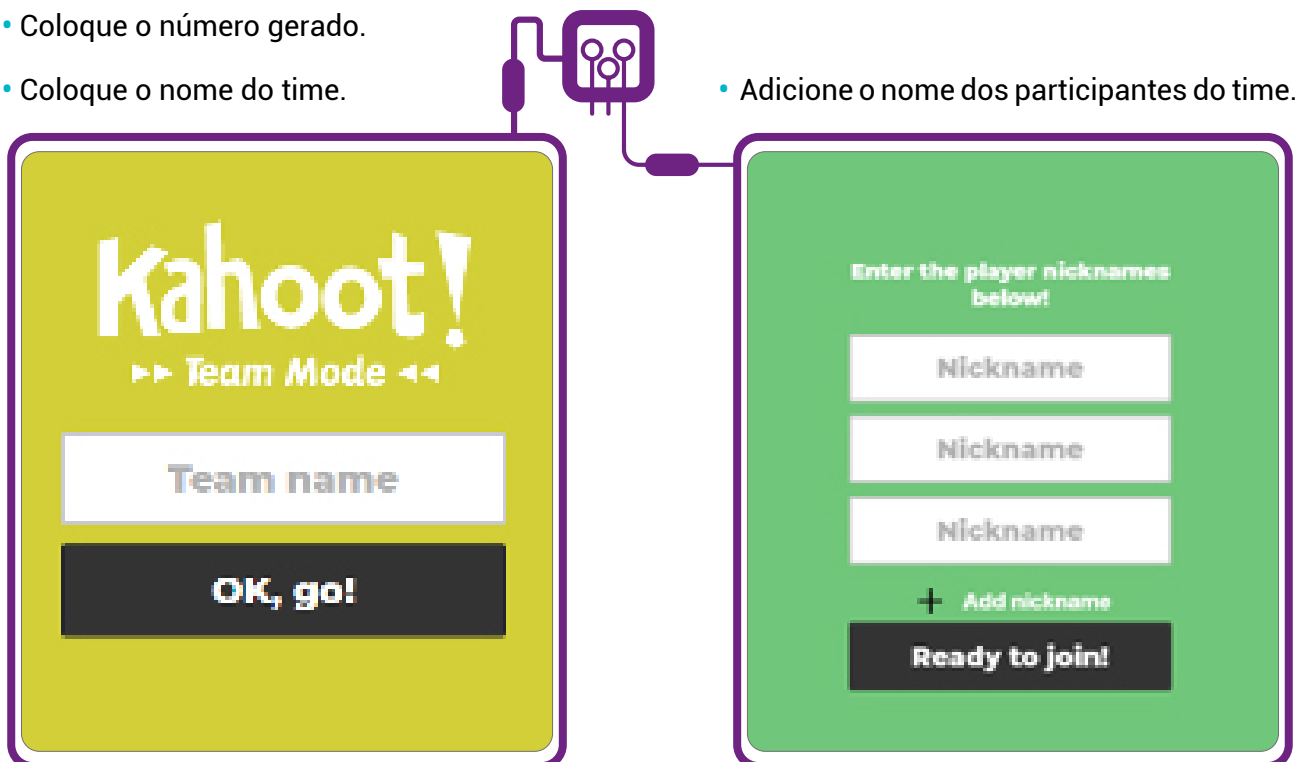 • Coloque o número gerado.
• Coloque o nome do time.
Kahoot!
Team Mode
Team name
OK, go!
• Adicione o nome dos participantes do time.
Enter the player nicknames
below!
Nickname
Nickname
Nickname
+ Add nickname
Ready to join!